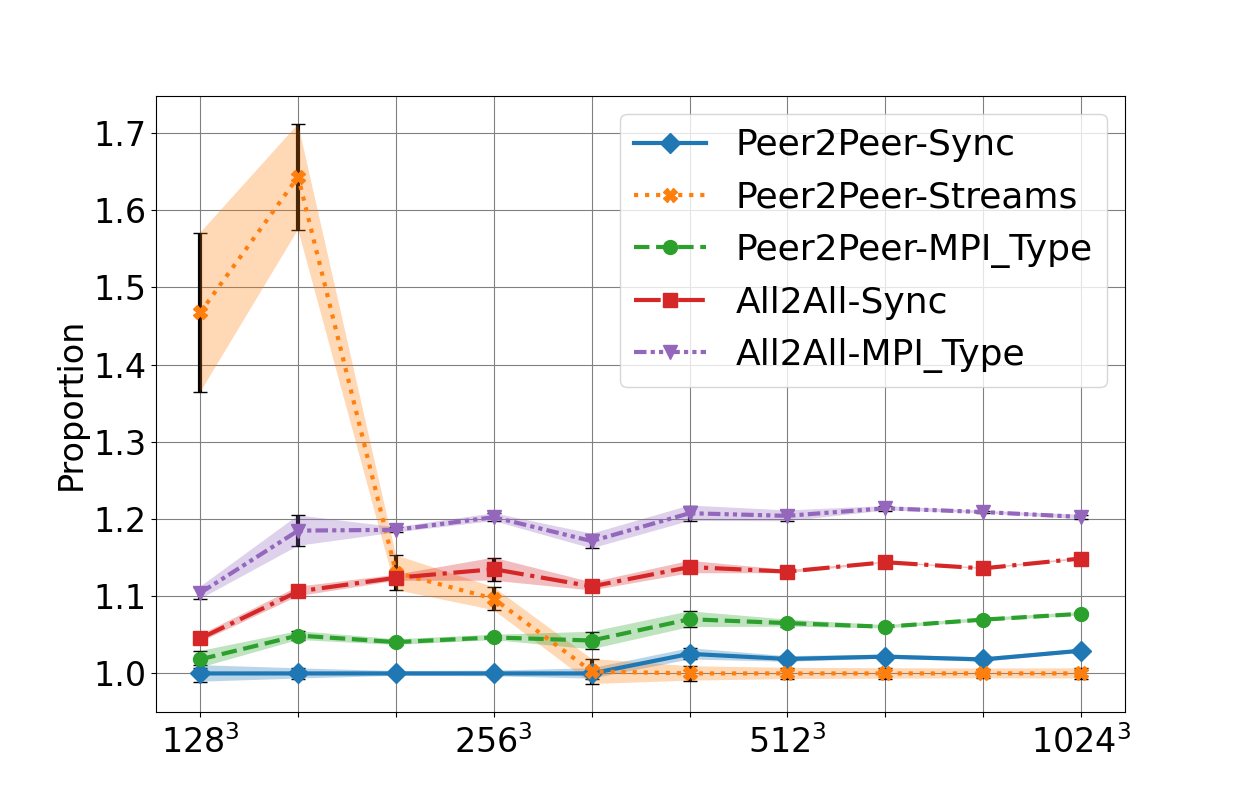 Proportion
1.7
1.6
1.5
1.4
1.3
1.2
1.1
1.0
128³
256³
512³
1024³
Peer2Peer-Sync
Peer2Peer-Streams
Peer2Peer-MPI_Type
All2All-Sync
All2All-MPI_Type